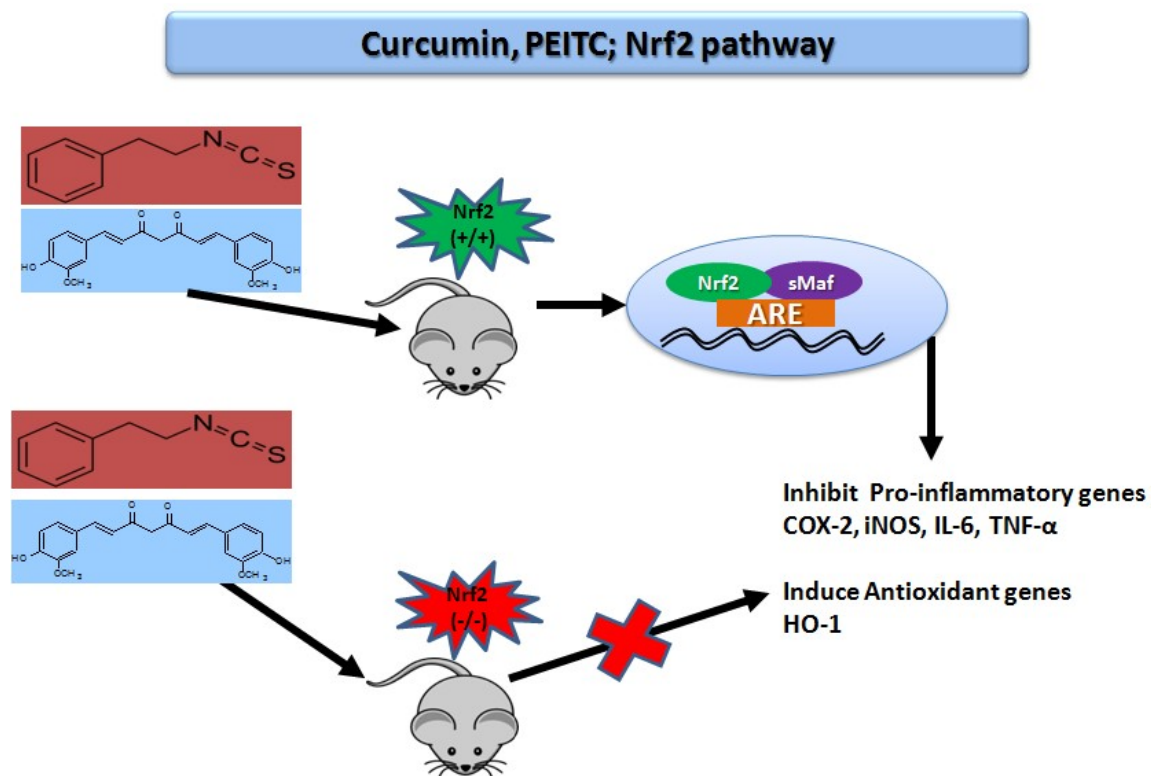 Curcumin, PEITC; Nrf2 pathway
N=C=S
O O
HO OH
OCH3 OCH3
Nrf2
(+/+)
Nrf2 sMaf
ARE
N=C=S
O O
HO OH
OCH3 OCH3
Inhibit Pro-inflammatory genes
COX-2, iNOS, IL-6, TNF-α
Induce Antioxidant genes
HO-1
Nrf2
(-/-)